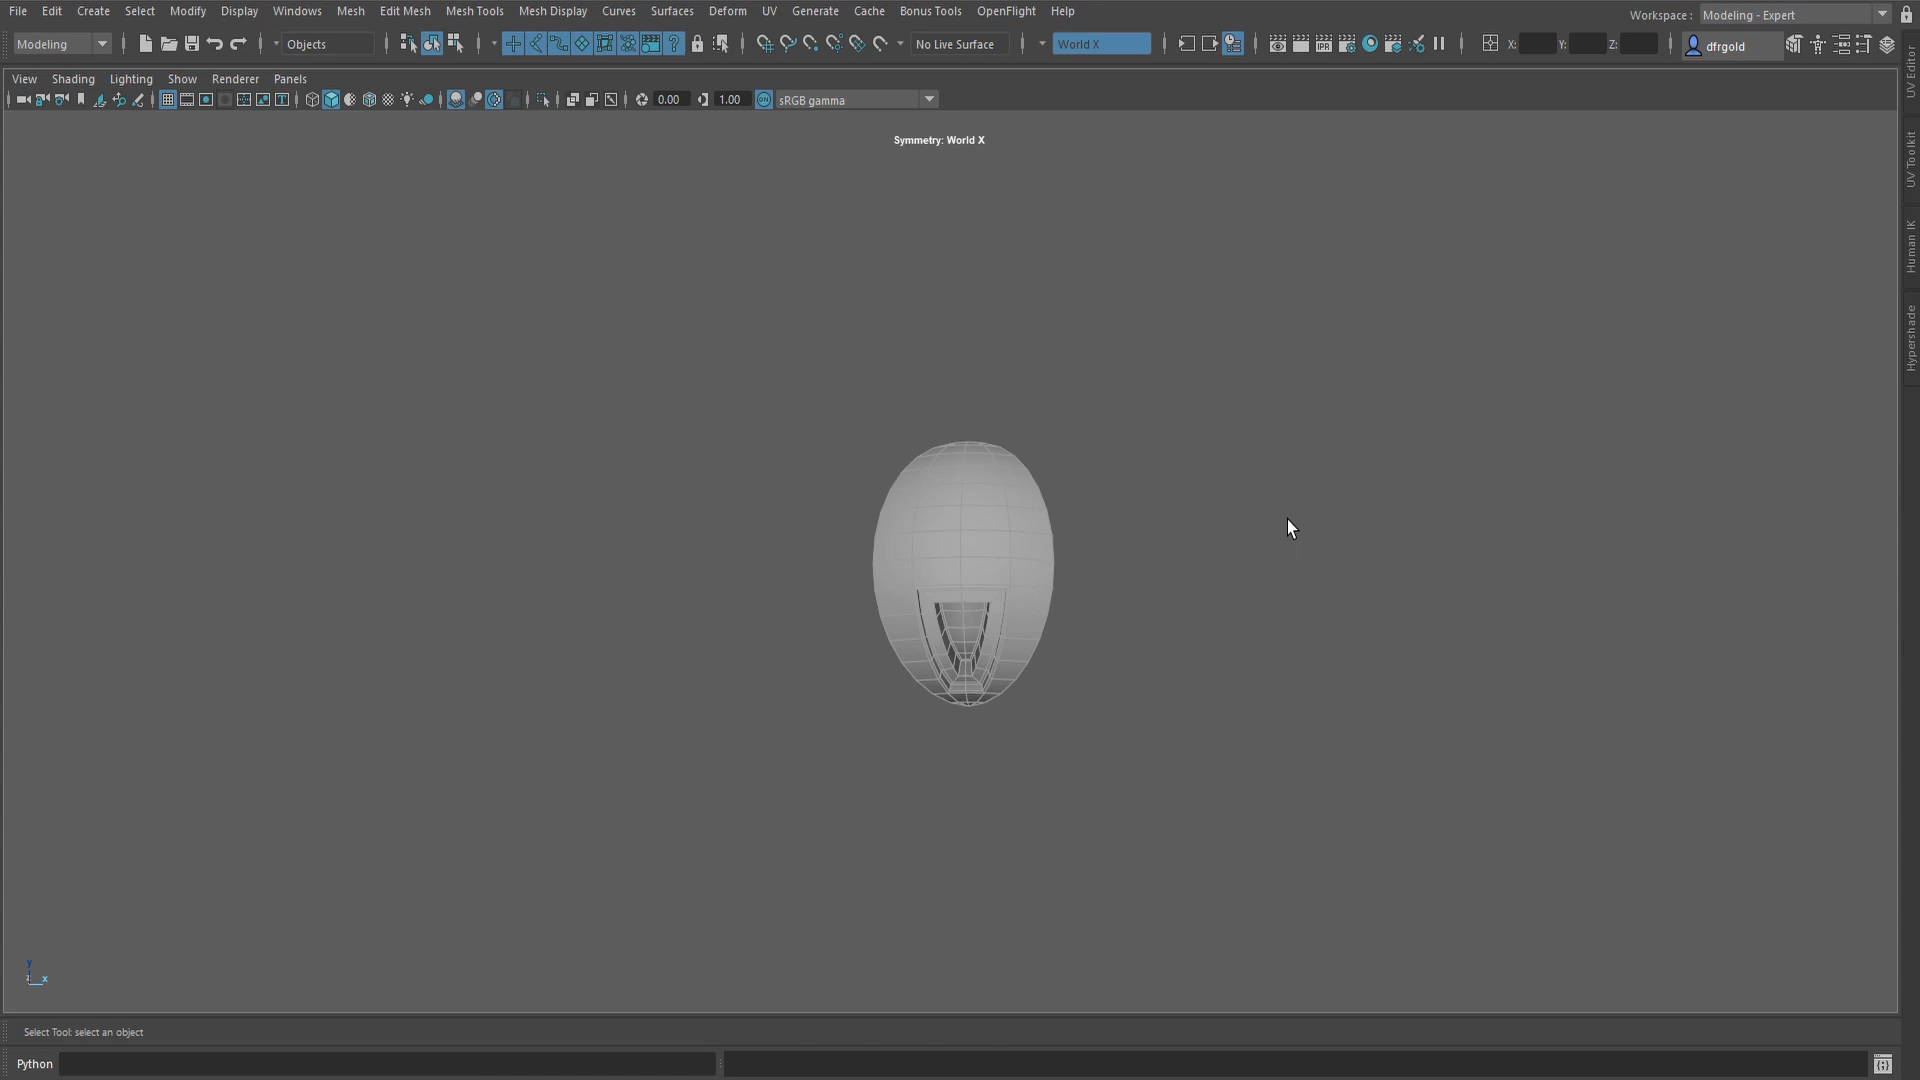 File Edit Create Select Modify Display Windows Mesh Edit Mesh Mesh Tools Mesh Display Curves Surfaces Deform UV Generate Cache Bonus Tools OpenFlight Help
Workspace : Modeling - Expert
Modeling Objects No Live Surface World X X: Y: Z: dfrgold
View Shading Lighting Show Renderer Panels
0.00 1.00 ON sRGB gamma
Symmetry: World X
UV Editor
UV Toolkit
Human IK
Hypershade
y
z x
Select Tool: select an object
Python